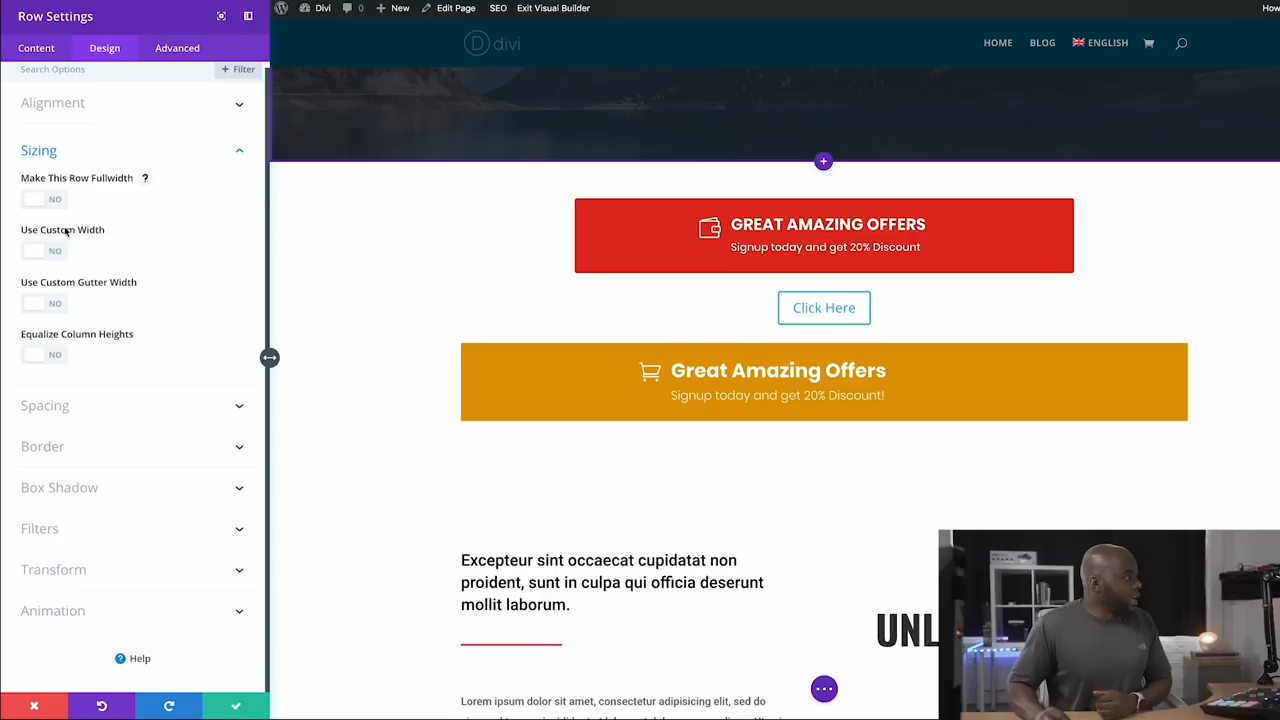 Row Settings
Divi
0
New
Edit Page
SEO
Exit Visual Builder
How
Content
Design
Advanced
Search Options
+ Filter
Alignment
Sizing
Make This Row Fullwidth ?
NO
Use Custom Width
NO
Use Custom Gutter Width
NO
Equalize Column Heights
NO
Spacing
Border
Box Shadow
Filters
Transform
Animation
? Help
D divi
HOME
BLOG
ENGLISH
GREAT AMAZING OFFERS
Signup today and get 20% Discount
Click Here
Great Amazing Offers
Signup today and get 20% Discount!
Excepteur sint occaecat cupidatat non
proident, sunt in culpa qui officia deserunt
mollit laborum.
UNL
Lorem ipsum dolor sit amet, consectetur adipisicing elit, sed do